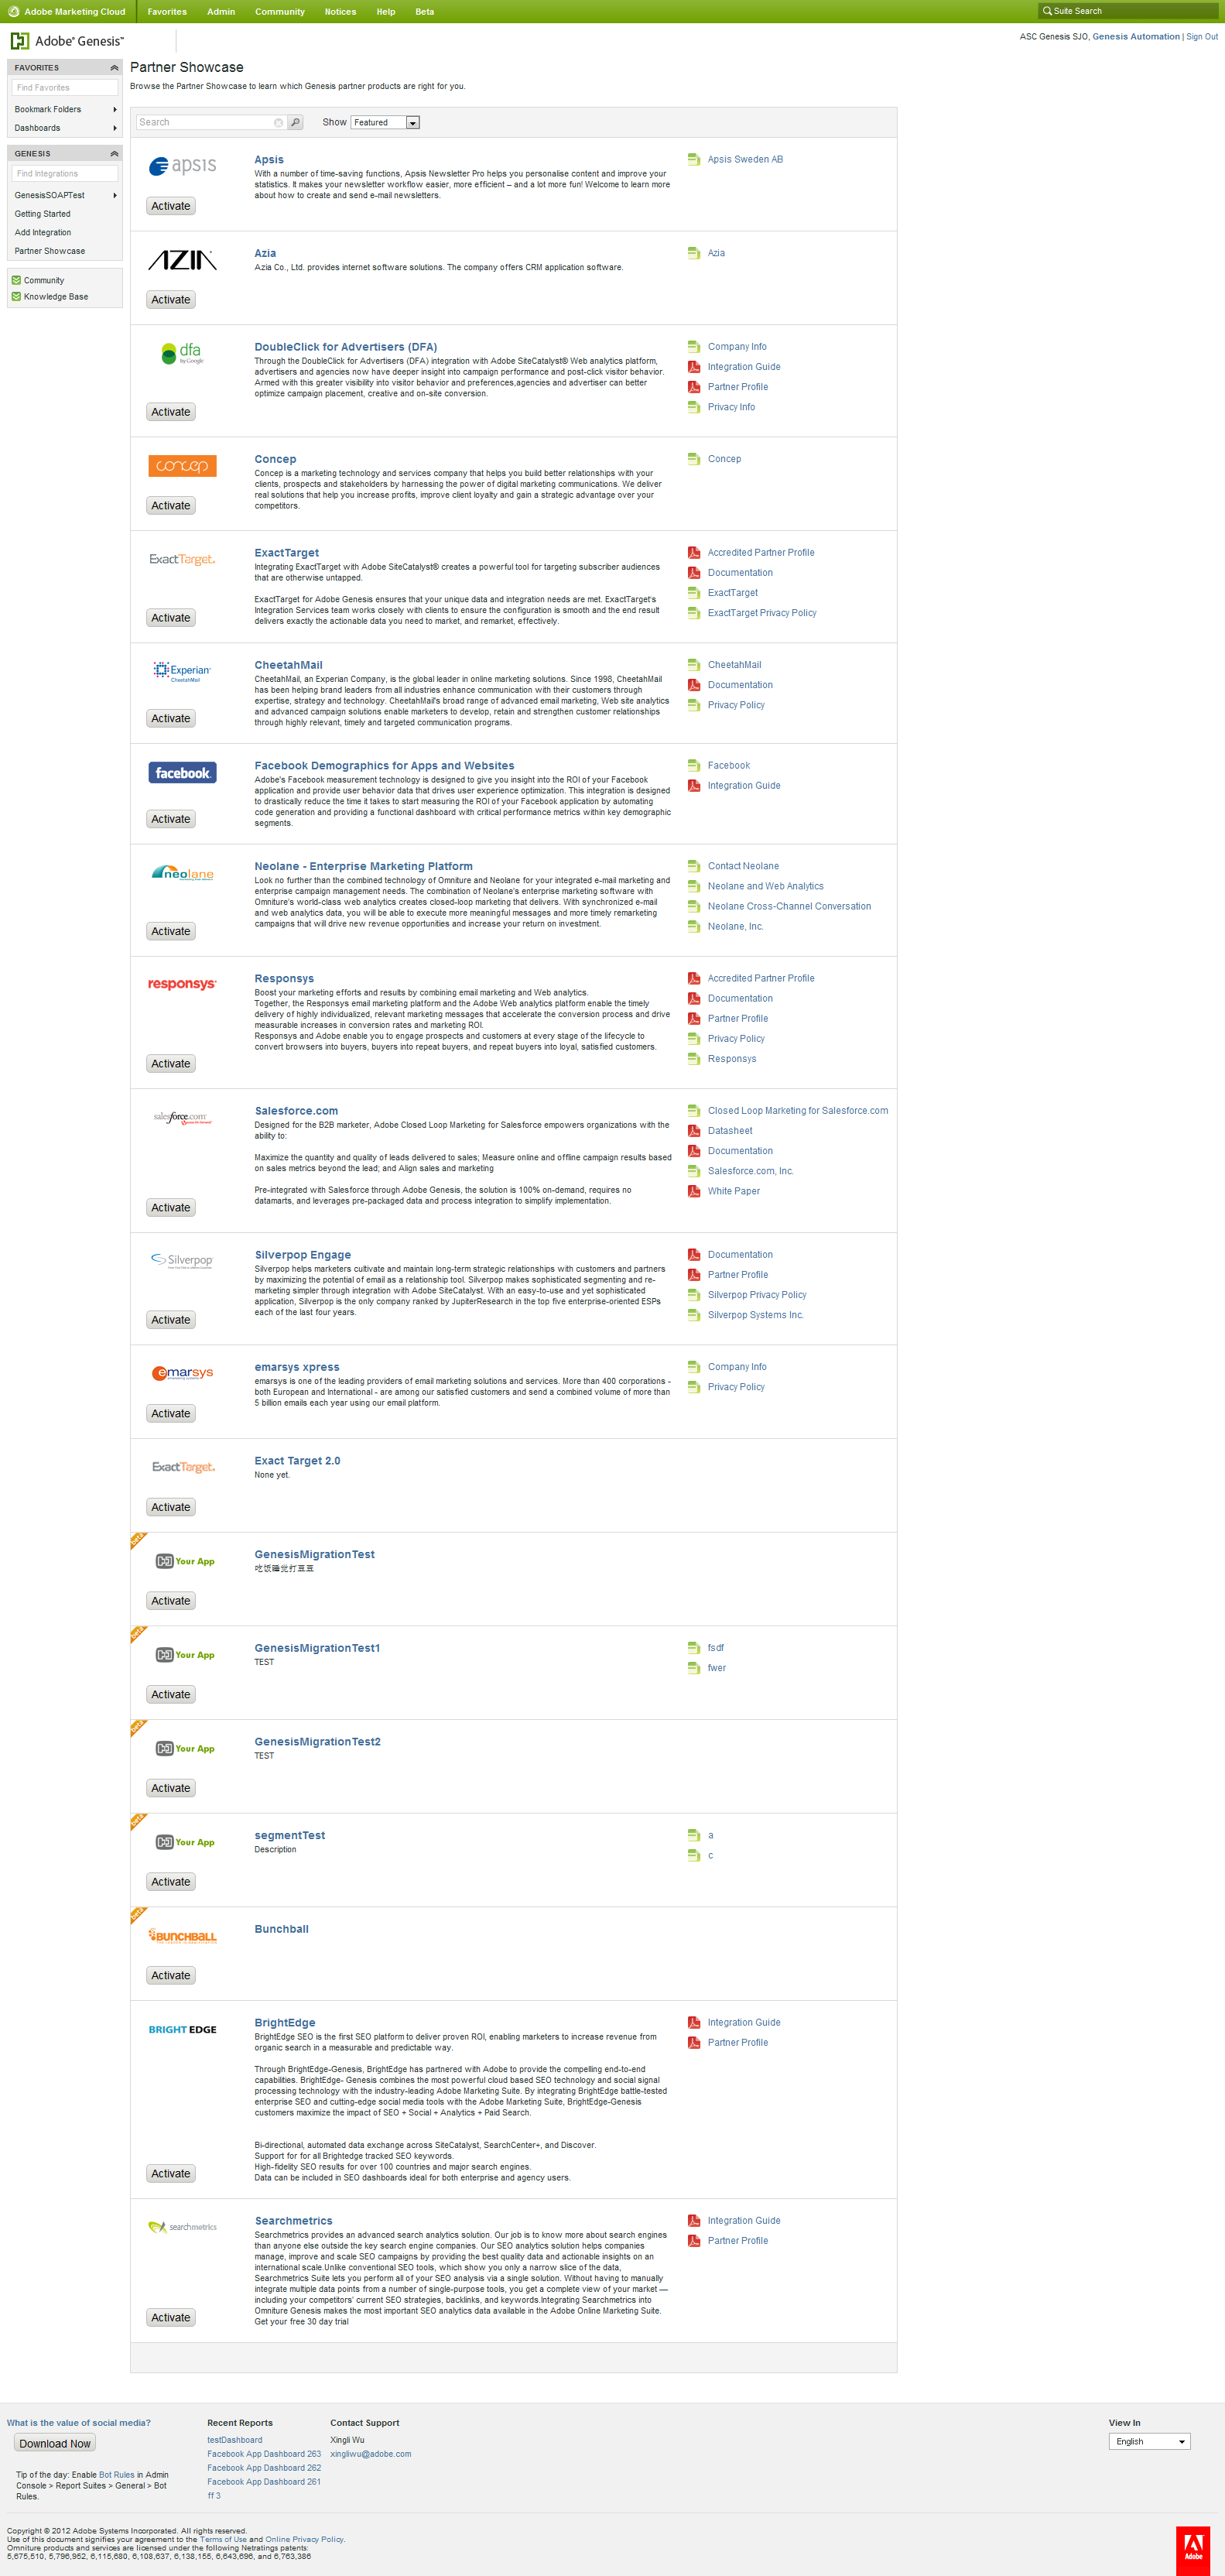 Adobe Marketing Cloud Favorites Admin Community Notices Help Beta Suite Search
Adobe® Genesis™
ASC Genesis SJO, Genesis Automation | Sign Out
FAVORITES
Find Favorites
Bookmark Folders
Dashboards
GENESIS
Find Integrations
GenesisSOAPTest
Getting Started
Add Integration
Partner Showcase
Community
Knowledge Base
Partner Showcase
Browse the Partner Showcase to learn which Genesis partner products are right for you.
Search Show Featured
apsis
Activate
Apsis
With a number of time-saving functions, Apsis Newsletter Pro helps you personalise content and improve your
statistics. It makes your newsletter workflow easier, more efficient – and a lot more fun! Welcome to learn more
about how to create and send e-mail newsletters.
Apsis Sweden AB
AZIA
Activate
Azia
Azia Co., Ltd. provides internet software solutions. The company offers CRM application software.
Azia
dfa
by Google
Activate
DoubleClick for Advertisers (DFA)
Through the DoubleClick for Advertisers (DFA) integration with Adobe SiteCatalyst® Web analytics platform,
advertisers and agencies now have deeper insight into campaign performance and post-click visitor behavior.
Armed with this greater visibility into visitor behavior and preferences,agencies and advertiser can better
optimize campaign placement, creative and on-site conversion.
Company Info
Integration Guide
Partner Profile
Privacy Info
concep
Activate
Concep
Concep is a marketing technology and services company that helps you build better relationships with your
clients, prospects and stakeholders by harnessing the power of digital marketing communications. We deliver
real solutions that help you increase profits, improve client loyalty and gain a strategic advantage over your
competitors.
Concep
ExactTarget.
Activate
ExactTarget
Integrating ExactTarget with Adobe SiteCatalyst® creates a powerful tool for targeting subscriber audiences
that are otherwise untapped.
ExactTarget for Adobe Genesis ensures that your unique data and integration needs are met. ExactTarget's
Integration Services team works closely with clients to ensure the configuration is smooth and the end result
delivers exactly the actionable data you need to market, and remarket, effectively.
Accredited Partner Profile
Documentation
ExactTarget
ExactTarget Privacy Policy
Experian
CheetahMail
Activate
CheetahMail
CheetahMail, an Experian Company, is the global leader in online marketing solutions. Since 1998, CheetahMail
has been helping brand leaders from all industries enhance communication with their customers through
expertise, strategy and technology. CheetahMail's broad range of advanced email marketing, Web site analytics
and advanced campaign solutions enable marketers to develop, retain and strengthen customer relationships
through highly relevant, timely and targeted communication programs.
CheetahMail
Documentation
Privacy Policy
facebook
Activate
Facebook Demographics for Apps and Websites
Adobe's Facebook measurement technology is designed to give you insight into the ROI of your Facebook
application and provide user behavior data that drives user experience optimization. This integration is designed
to drastically reduce the time it takes to start measuring the ROI of your Facebook application by automating
code generation and providing a functional dashboard with critical performance metrics within key demographic
segments.
Facebook
Integration Guide
neolane
Activate
Neolane - Enterprise Marketing Platform
Look no further than the combined technology of Omniture and Neolane for your integrated e-mail marketing and
enterprise campaign management needs. The combination of Neolane's enterprise marketing software with
Omniture's world-class web analytics creates closed-loop marketing that delivers. With synchronized e-mail
and web analytics data, you will be able to execute more meaningful messages and more timely remarketing
campaigns that will drive new revenue opportunities and increase your return on investment.
Contact Neolane
Neolane and Web Analytics
Neolane Cross-Channel Conversation
Neolane, Inc.
responsys
Activate
Responsys
Boost your marketing efforts and results by combining email marketing and Web analytics.
Together, the Responsys email marketing platform and the Adobe Web analytics platform enable the timely
delivery of highly individualized, relevant marketing messages that accelerate the conversion process and drive
measurable increases in conversion rates and marketing ROI.
Responsys and Adobe enable you to engage prospects and customers at every stage of the lifecycle to
convert browsers into buyers, buyers into repeat buyers, and repeat buyers into loyal, satisfied customers.
Accredited Partner Profile
Documentation
Partner Profile
Privacy Policy
Responsys
salesforce.com
Activate
Salesforce.com
Designed for the B2B marketer, Adobe Closed Loop Marketing for Salesforce empowers organizations with the
ability to:
Maximize the quantity and quality of leads delivered to sales; Measure online and offline campaign results based
on sales metrics beyond the lead; and Align sales and marketing
Pre-integrated with Salesforce through Adobe Genesis, the solution is 100% on-demand, requires no
datamarts, and leverages pre-packaged data and process integration to simplify implementation.
Closed Loop Marketing for Salesforce.com
Datasheet
Documentation
Salesforce.com, Inc.
White Paper
Silverpop
Activate
Silverpop Engage
Silverpop helps marketers cultivate and maintain long-term strategic relationships with customers and partners
by maximizing the potential of email as a relationship tool. Silverpop makes sophisticated segmenting and re-
marketing simpler through integration with Adobe SiteCatalyst. With an easy-to-use and yet sophisticated
application, Silverpop is the only company ranked by JupiterResearch in the top five enterprise-oriented ESPs
each of the last four years.
Documentation
Partner Profile
Silverpop Privacy Policy
Silverpop Systems Inc.
emarsys
Activate
emarsys xpress
emarsys is one of the leading providers of email marketing solutions and services. More than 400 corporations -
both European and International - are among our satisfied customers and send a combined volume of more than
5 billion emails each year using our email platform.
Company Info
Privacy Policy
ExactTarget.
Activate
Exact Target 2.0
None yet.
Your App
Activate
GenesisMigrationTest
吃饭睡觉打豆豆
Your App
Activate
GenesisMigrationTest1
TEST
fsdf
fwer
Your App
Activate
GenesisMigrationTest2
TEST
Your App
Activate
segmentTest
Description
a
c
BUNCHBALL
Activate
Bunchball
BRIGHT EDGE
Activate
BrightEdge
BrightEdge SEO is the first SEO platform to deliver proven ROI, enabling marketers to increase revenue from
organic search in a measurable and predictable way.
Through BrightEdge-Genesis, BrightEdge has partnered with Adobe to provide the compelling end-to-end
capabilities. BrightEdge- Genesis combines the most powerful cloud based SEO technology and social signal
processing technology with the industry-leading Adobe Marketing Suite. By integrating BrightEdge battle-tested
enterprise SEO and cutting-edge social media tools with the Adobe Marketing Suite, BrightEdge-Genesis
customers maximize the impact of SEO + Social + Analytics + Paid Search.
Bi-directional, automated data exchange across SiteCatalyst, SearchCenter+, and Discover.
Support for for all Brightedge tracked SEO keywords.
High-fidelity SEO results for over 100 countries and major search engines.
Data can be included in SEO dashboards ideal for both enterprise and agency users.
Integration Guide
Partner Profile
searchmetrics
Activate
Searchmetrics
Searchmetrics provides an advanced search analytics solution. Our job is to know more about search engines
than anyone else outside the key search engine companies. Our SEO analytics solution helps companies
manage, improve and scale SEO campaigns by providing the best quality data and actionable insights on an
international scale.Unlike conventional SEO tools, which show you only a narrow slice of the data,
Searchmetrics Suite lets you perform all of your SEO analysis via a single solution. Without having to manually
integrate multiple data points from a number of single-purpose tools, you get a complete view of your market —
including your competitors' current SEO strategies, backlinks, and keywords.Integrating Searchmetrics into
Omniture Genesis makes the most important SEO analytics data available in the Adobe Online Marketing Suite.
Get your free 30 day trial
Integration Guide
Partner Profile
What is the value of social media?
Download Now
Tip of the day: Enable Bot Rules in Admin
Console > Report Suites > General > Bot
Rules.
Recent Reports
testDashboard
Facebook App Dashboard 263
Facebook App Dashboard 262
Facebook App Dashboard 261
ff 3
Contact Support
Xingli Wu
xingliwu@adobe.com
View In
English
Copyright © 2012 Adobe Systems Incorporated. All rights reserved.
Use of this document signifies your agreement to the Terms of Use and Online Privacy Policy.
Omniture products and services are licensed under the following Netratings patents:
5,675,510, 5,796,952, 6,115,680, 6,108,637, 6,138,155, 6,643,696, and 6,763,386
Adobe